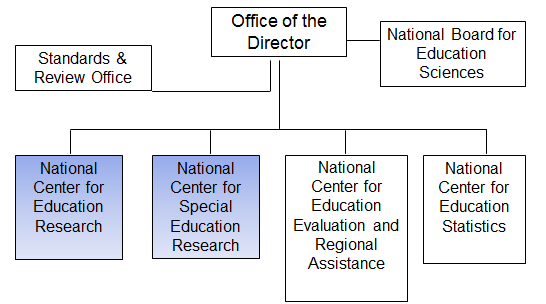 Office of the
Director
National Board for
Education
Sciences
Standards &
Review Office
National
Center for
Education
Research
National
Center for
Special
Education
Research
National
Center for
Education
Evaluation and
Regional
Assistance
National
Center for
Education
Statistics